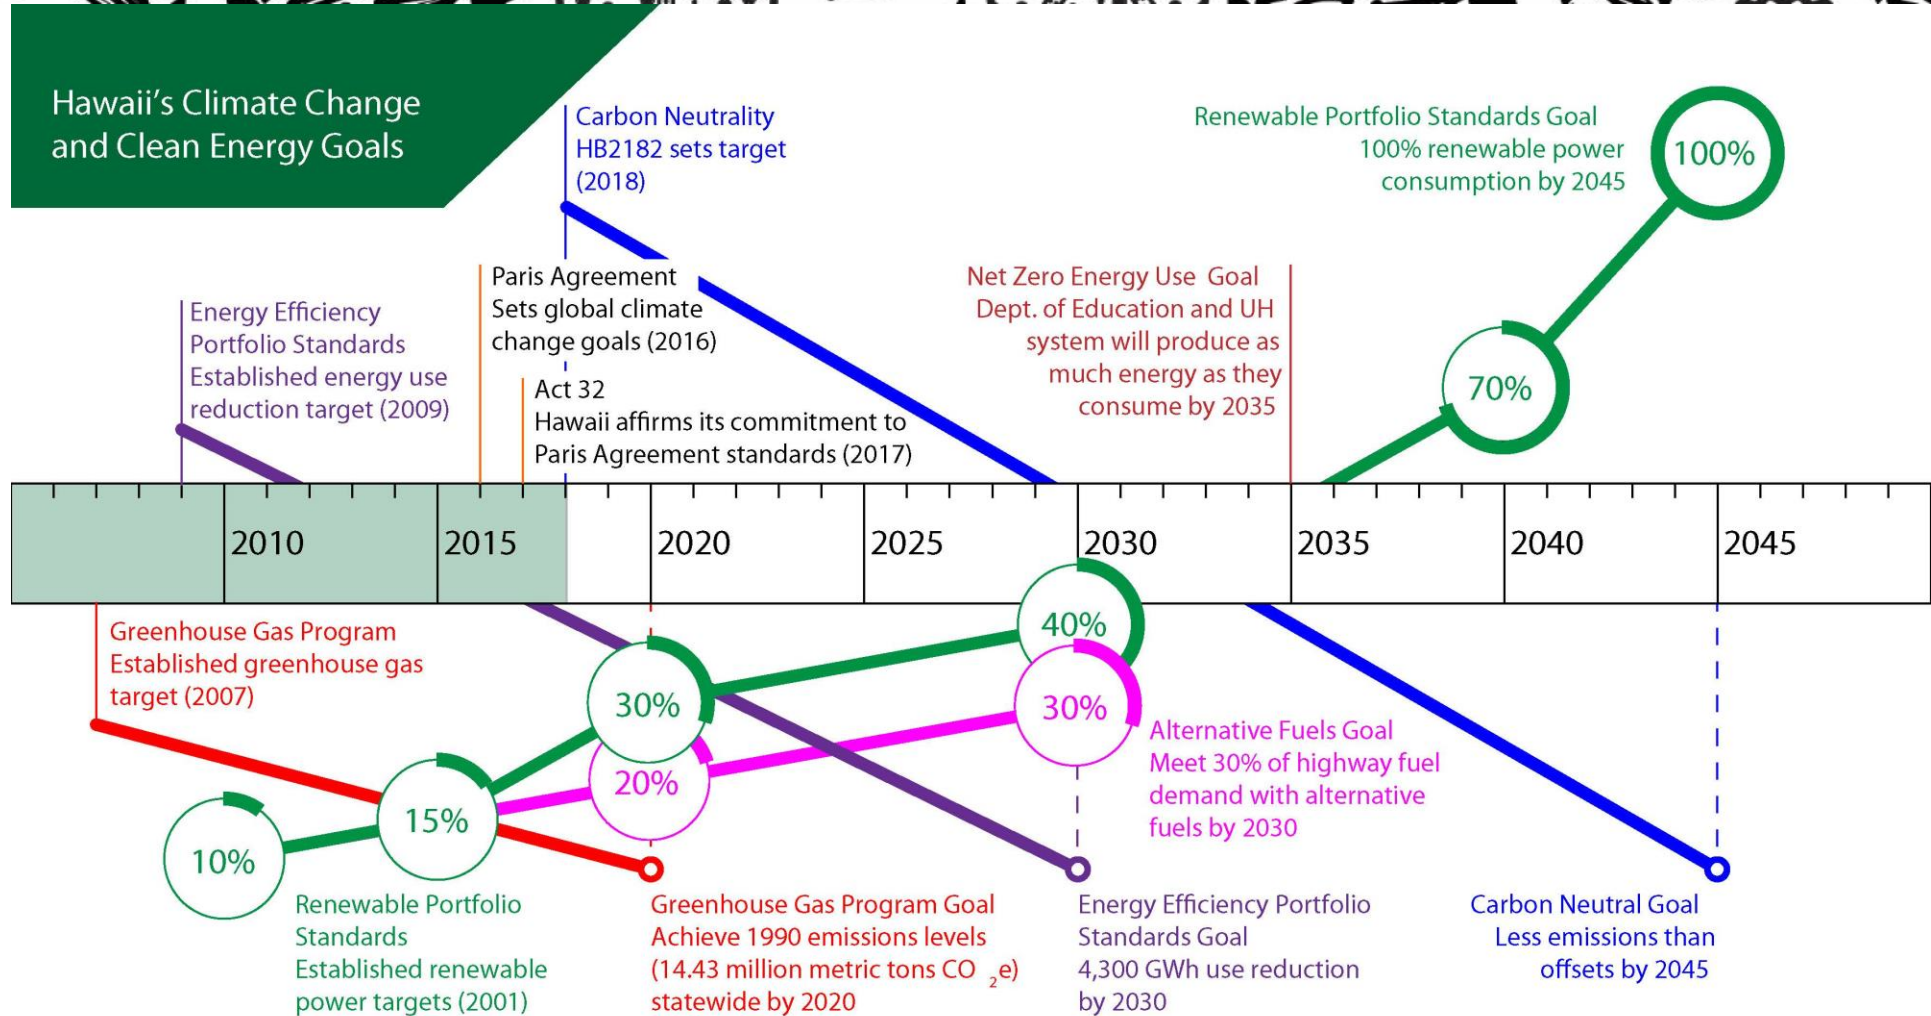 Hawaii's Climate Change
and Clean Energy Goals
Carbon Neutrality
HB2182 sets target
(2018)
Renewable Portfolio Standards Goal
100% renewable power
consumption by 2045
100%
Paris Agreement
Sets global climate
change goals (2016)
Net Zero Energy Use Goal
Dept. of Education and UH
system will produce as
much energy as they
consume by 2035
Energy Efficiency
Portfolio Standards
Established energy use
reduction target (2009)
70%
Act 32
Hawaii affirms its commitment to
Paris Agreement standards (2017)
2010
2015
2020
2025
2030
2035
2040
2045
Greenhouse Gas Program
Established greenhouse gas
target (2007)
40%
30%
30%
20%
15%
10%
Alternative Fuels Goal
Meet 30% of highway fuel
demand with alternative
fuels by 2030
Renewable Portfolio
Standards
Established renewable
power targets (2001)
Greenhouse Gas Program Goal
Achieve 1990 emissions levels
(14.43 million metric tons CO 2e)
statewide by 2020
Energy Efficiency Portfolio
Standards Goal
4,300 GWh use reduction
by 2030
Carbon Neutral Goal
Less emissions than
offsets by 2045